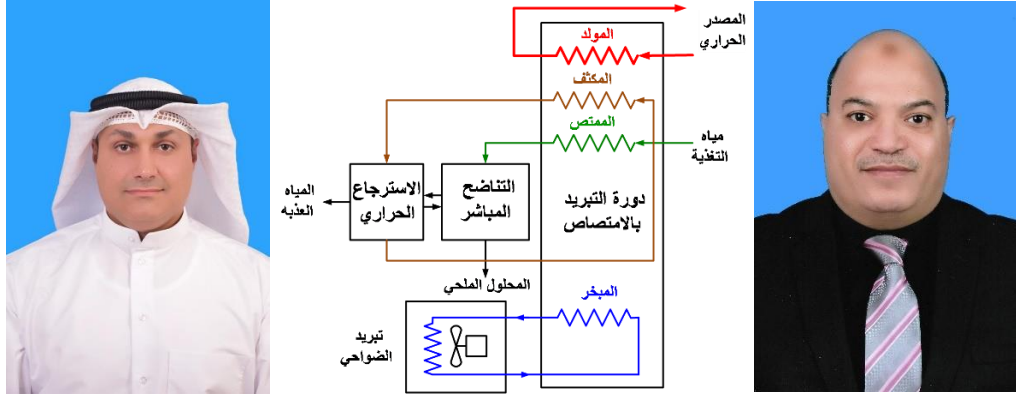 المصدر
الحراري
المولد
المكثف
الممتص
مياه
التغذية
التناضح
المباشر
الاسترجاع
الحراري
المياه
العذبه
دورة التبريد
بالامتصاص
المحلول الملحي
المبخر
تبريد
الضواحي